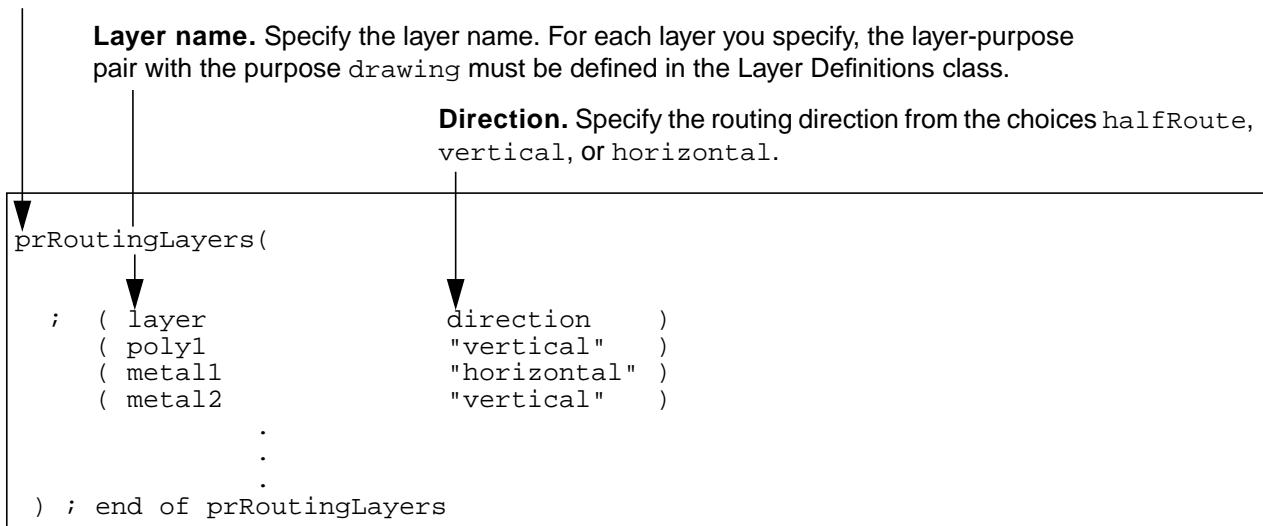 Layer name. Specify the layer name. For each layer you specify, the layer-purpose
pair with the purpose drawing must be defined in the Layer Definitions class.
Direction. Specify the routing direction from the choices halfRoute,
vertical, or horizontal.
prRoutingLayers(
; ( layer direction )
( poly1 "vertical" )
( metal1 "horizontal" )
( metal2 "vertical" )
.
.
.
) ; end of prRoutingLayers